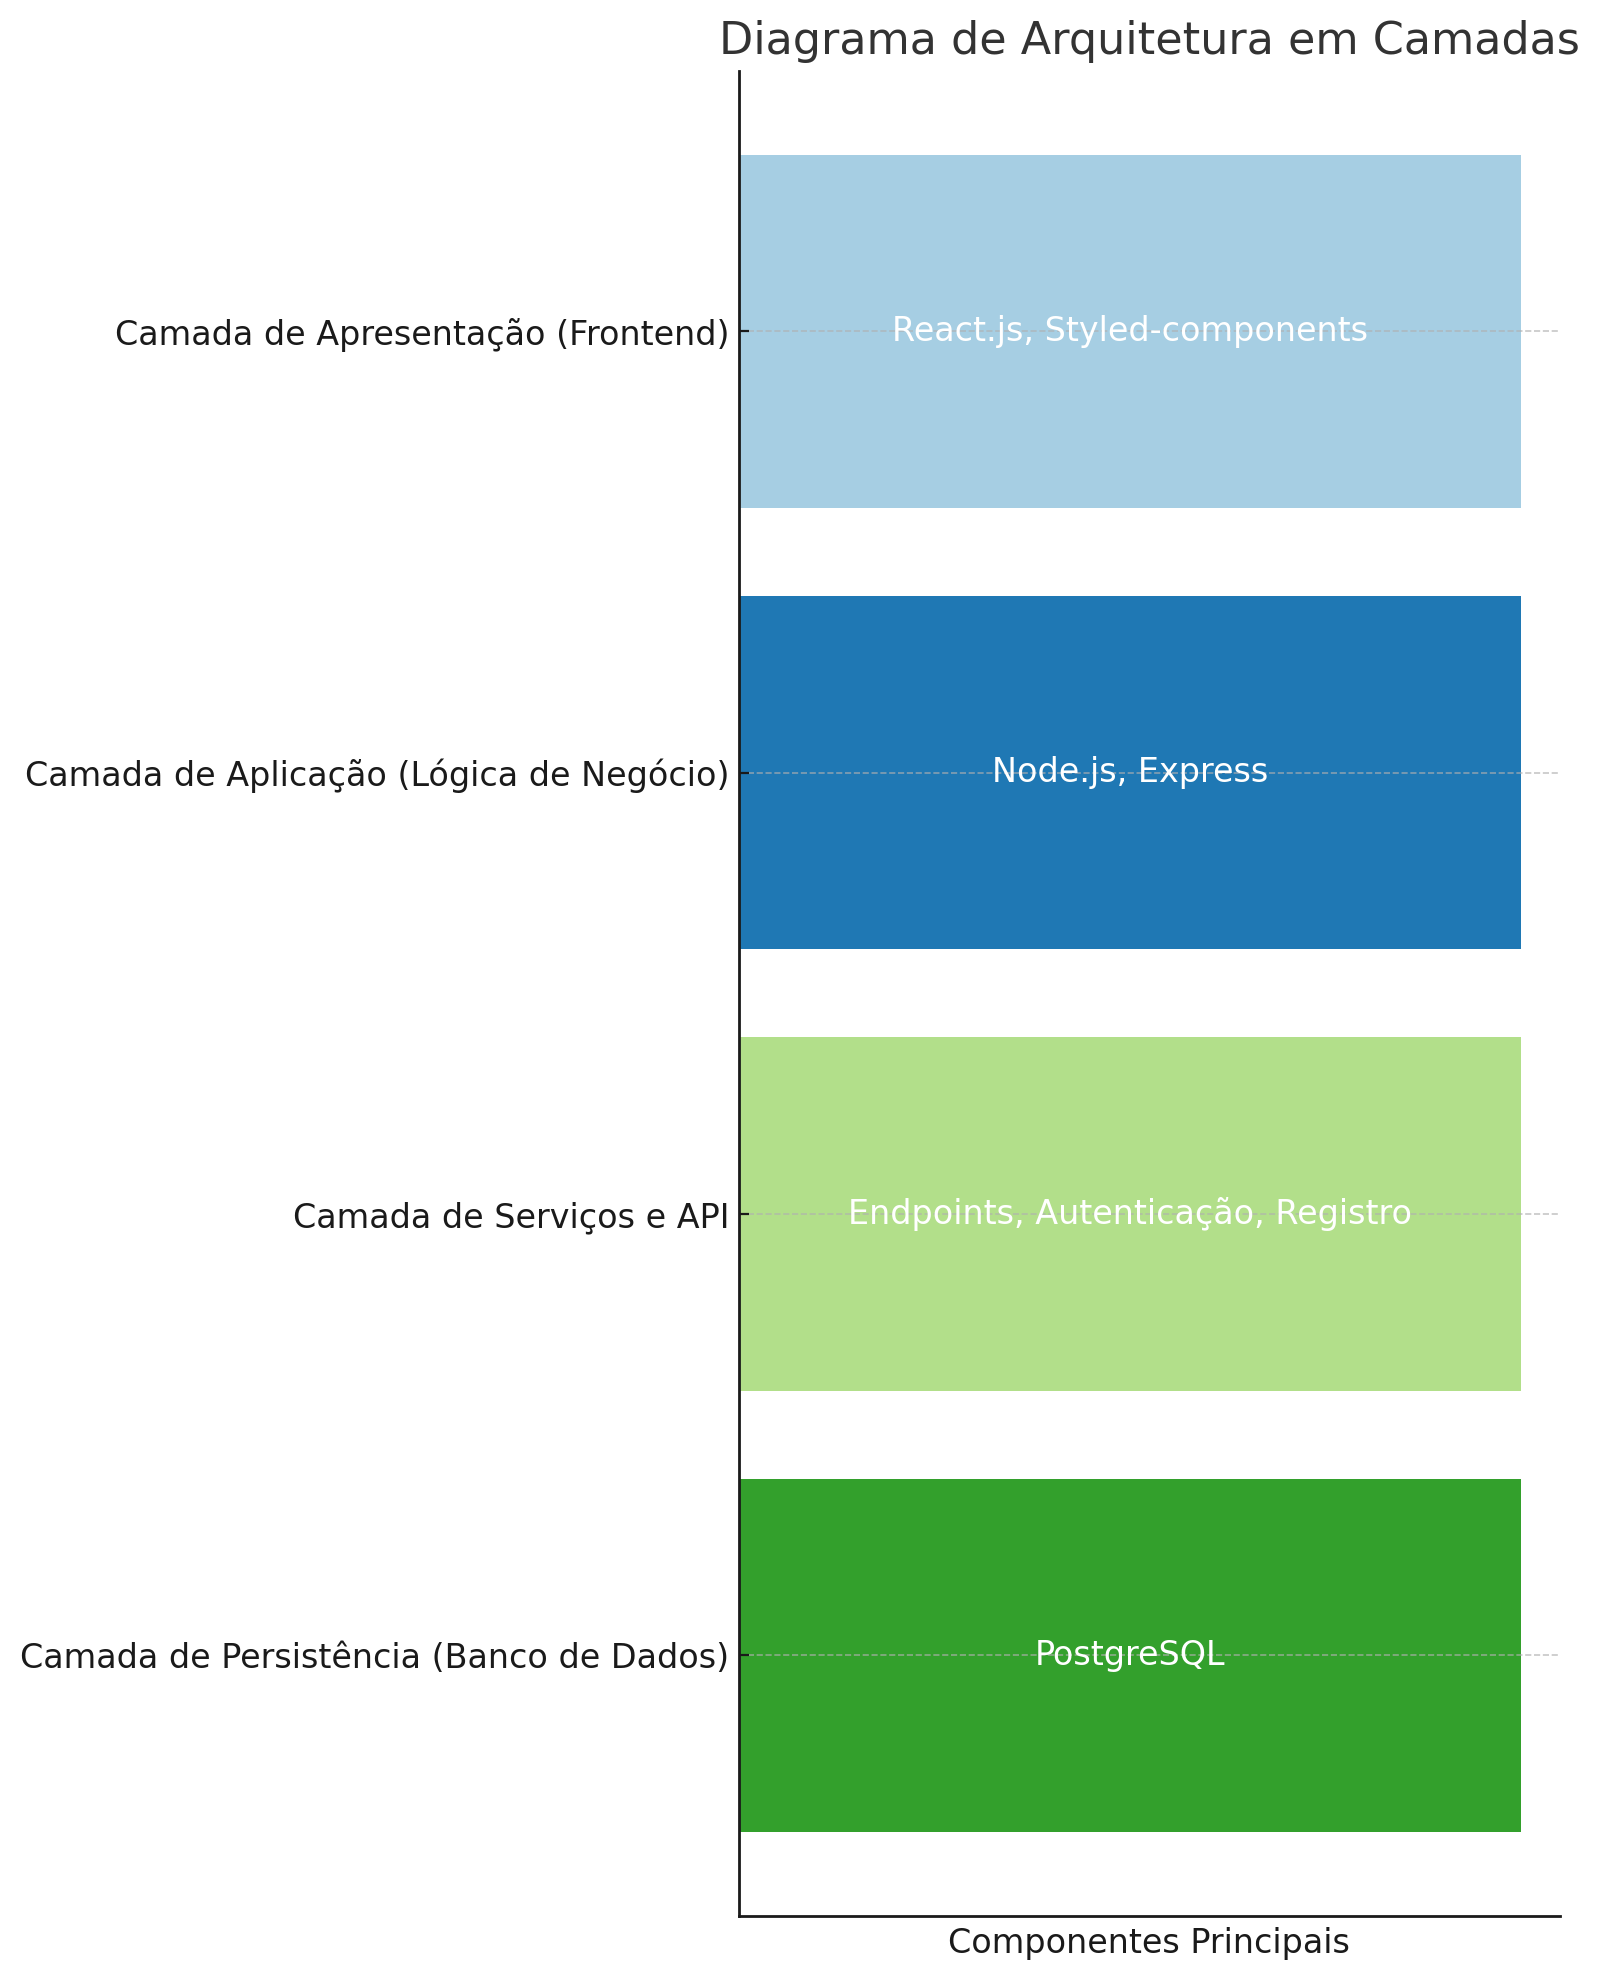 Diagrama de Arquitetura em Camadas
Camada de Apresentação (Frontend)
React.js, Styled-components
Camada de Aplicação (Lógica de Negócio)
Node.js, Express
Camada de Serviços e API
Endpoints, Autenticação, Registro
Camada de Persistência (Banco de Dados)
PostgreSQL
Componentes Principais